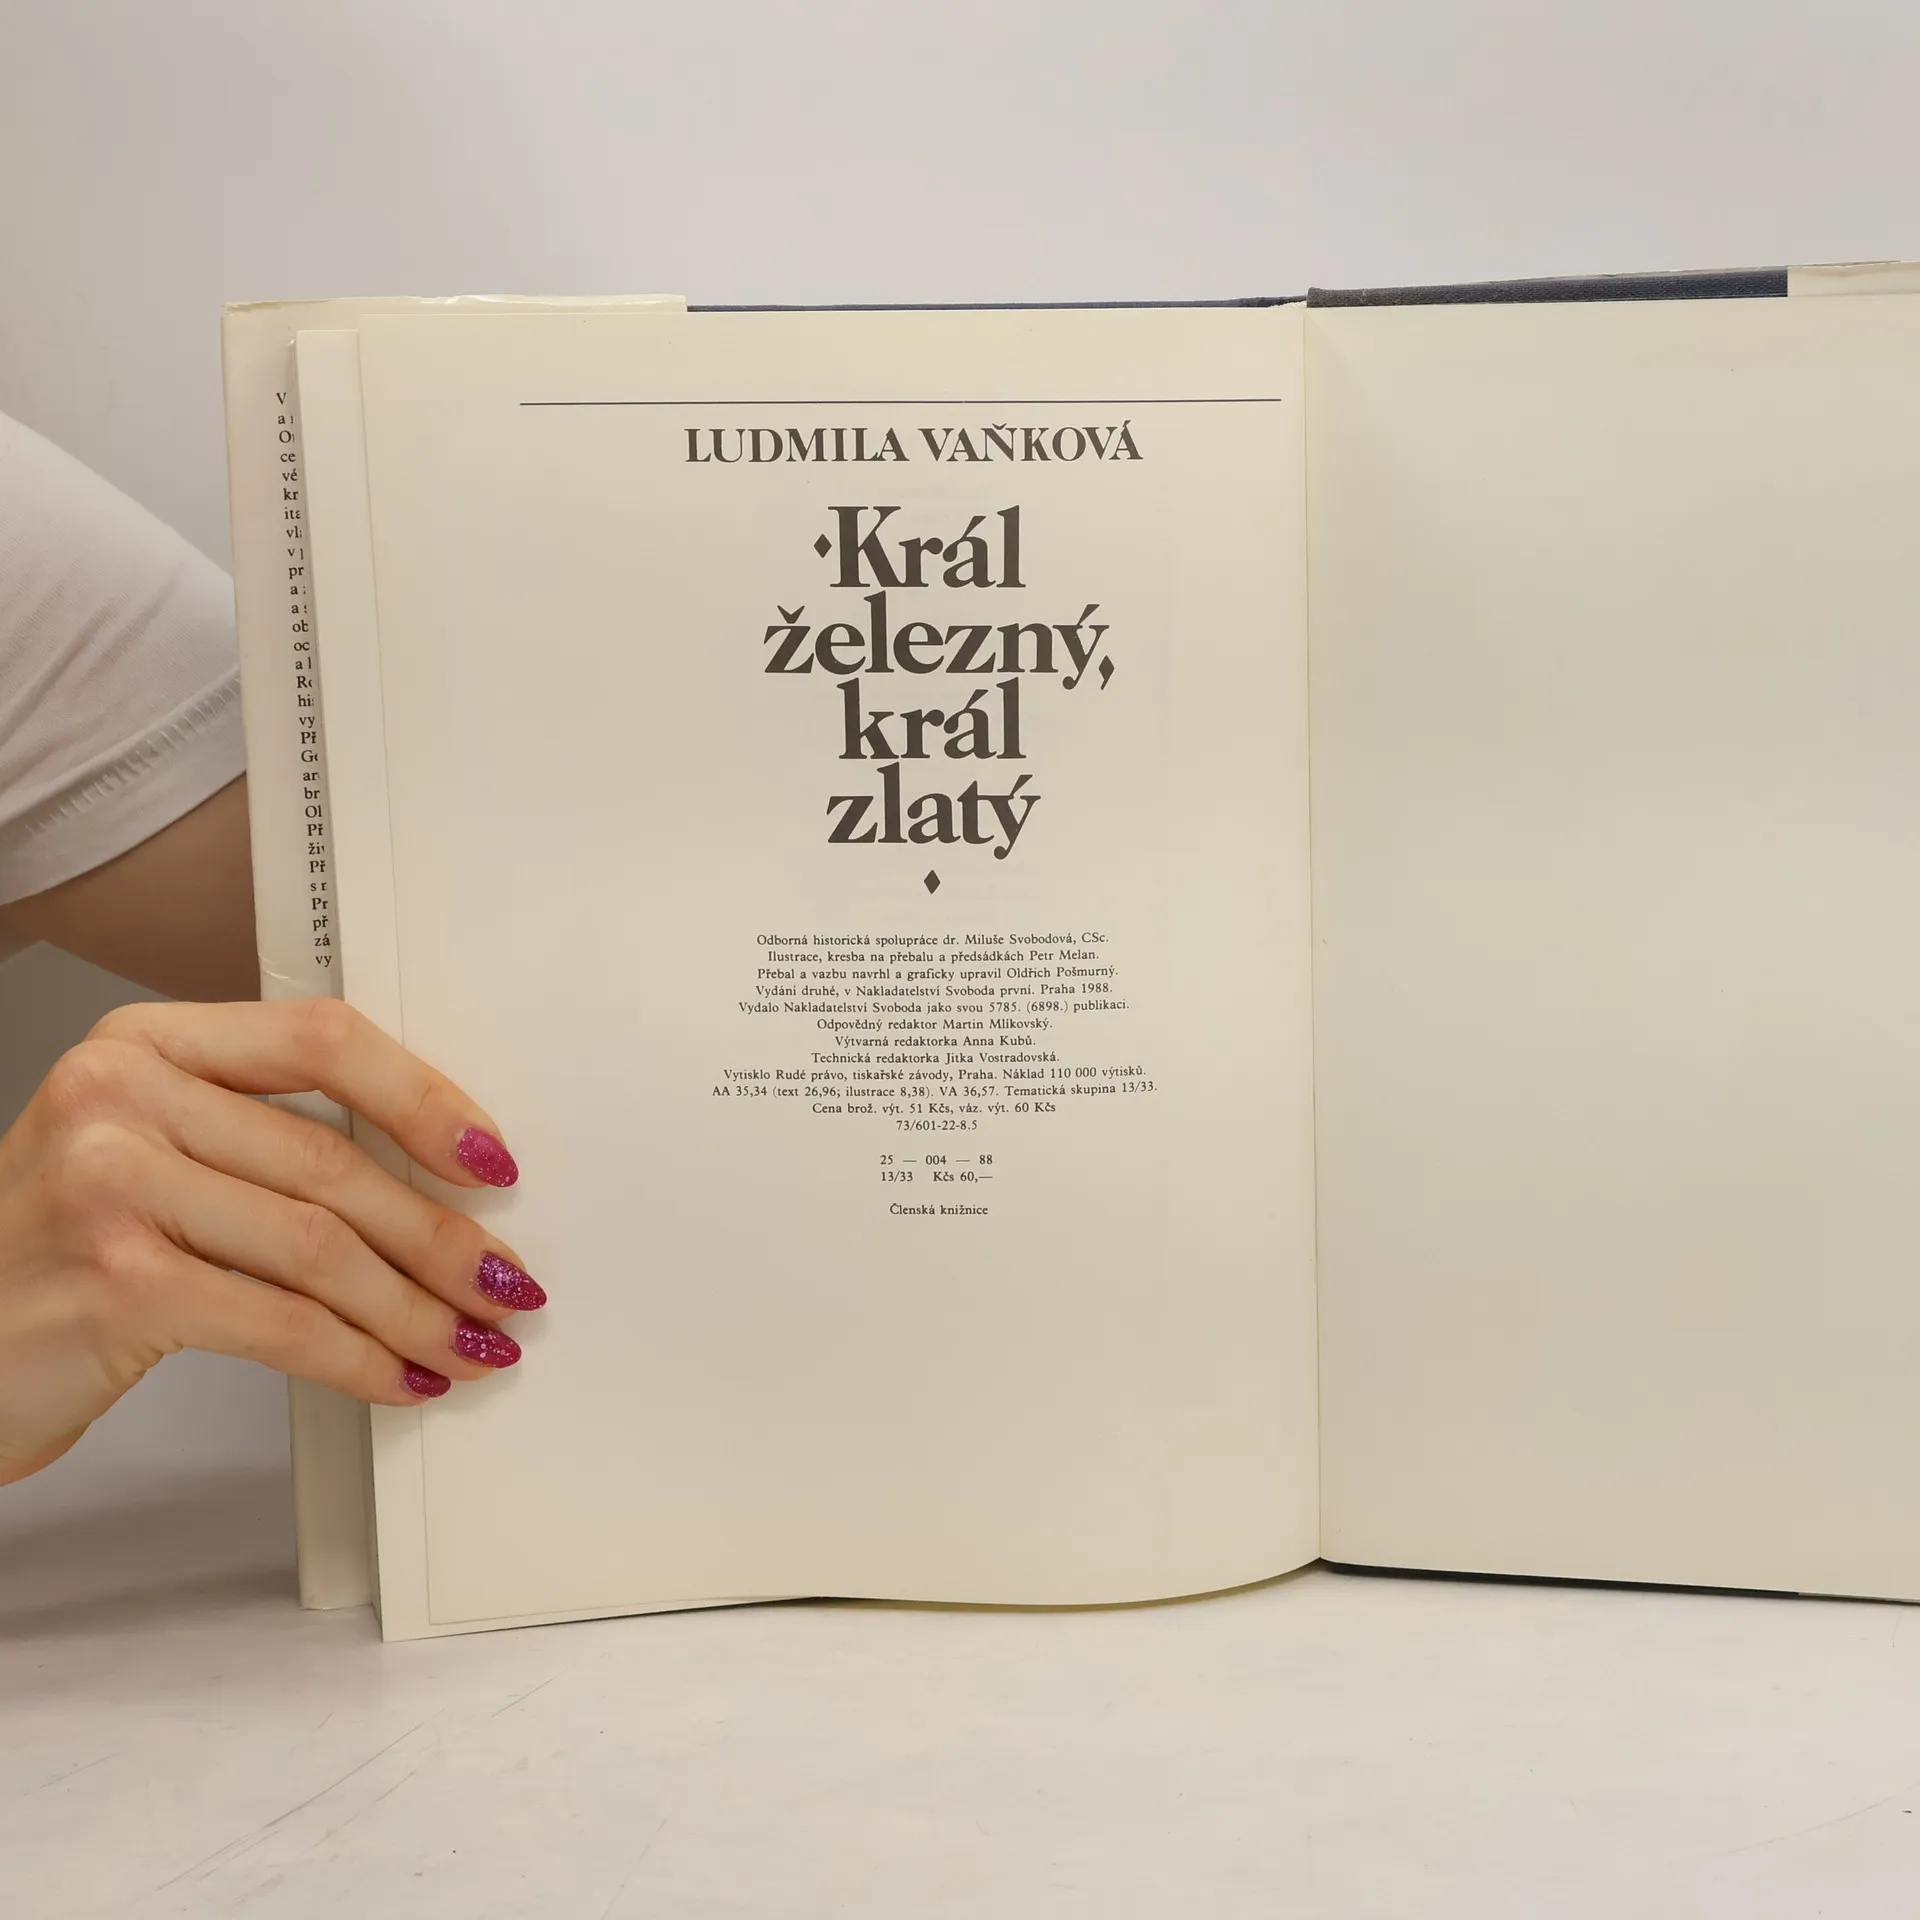 LUDMILA VAŇKOVÁ
Král
železný,
král
zlatý
Odborná historická spolupráce dr. Miluše Svobodová, CSc.
Ilustrace, kresba na přebalu a předsádkách Petr Melan.
Přebal a vazbu navrhl a graficky upravil Oldřich Pošmurný.
Vydání druhé, v Nakladatelství Svoboda první. Praha 1988.
Vydalo Nakladatelství Svoboda jako svou 5785. (6898.) publikaci.
Odpovědný redaktor Martin Mlíkovský.
Výtvarná redaktorka Anna Kubů.
Technická redaktorka Jitka Vostradovská.
Vytisklo Rudé právo, tiskařské závody, Praha. Náklad 110 000 výtisků.
AA 35,34 (text 26,96; ilustrace 8,38). VA 36,57. Tematická skupina 13/33.
Cena brož. výt. 51 Kčs, váz. výt. 60 Kčs
73/601-22-8.5
25 — 004 — 88
13/33 Kčs 60,—
Členská knižnice